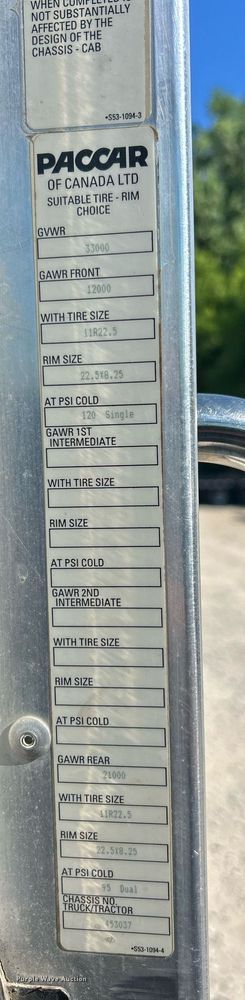 WHEN COMPLETED IS
NOT SUBSTANTIALLY
AFFECTED BY THE
DESIGN OF THE
CHASSIS - CAB
•S53-1094-3
PACCAR
OF CANADA LTD
SUITABLE TIRE - RIM
CHOICE
GVWR
33000
GAWR FRONT
12000
WITH TIRE SIZE
11R22.5
RIM SIZE
22.5X8.25
AT PSI COLD
120 Single
GAWR 1ST
INTERMEDIATE
WITH TIRE SIZE
RIM SIZE
AT PSI COLD
GAWR 2ND
INTERMEDIATE
WITH TIRE SIZE
RIM SIZE
AT PSI COLD
GAWR REAR
21000
WITH TIRE SIZE
11R22.5
RIM SIZE
22.5X8.25
AT PSI COLD
95 Dual
CHASSIS NO.
TRUCK/TRACTOR
453037
•S53-1094-4
Purple Wave Auction